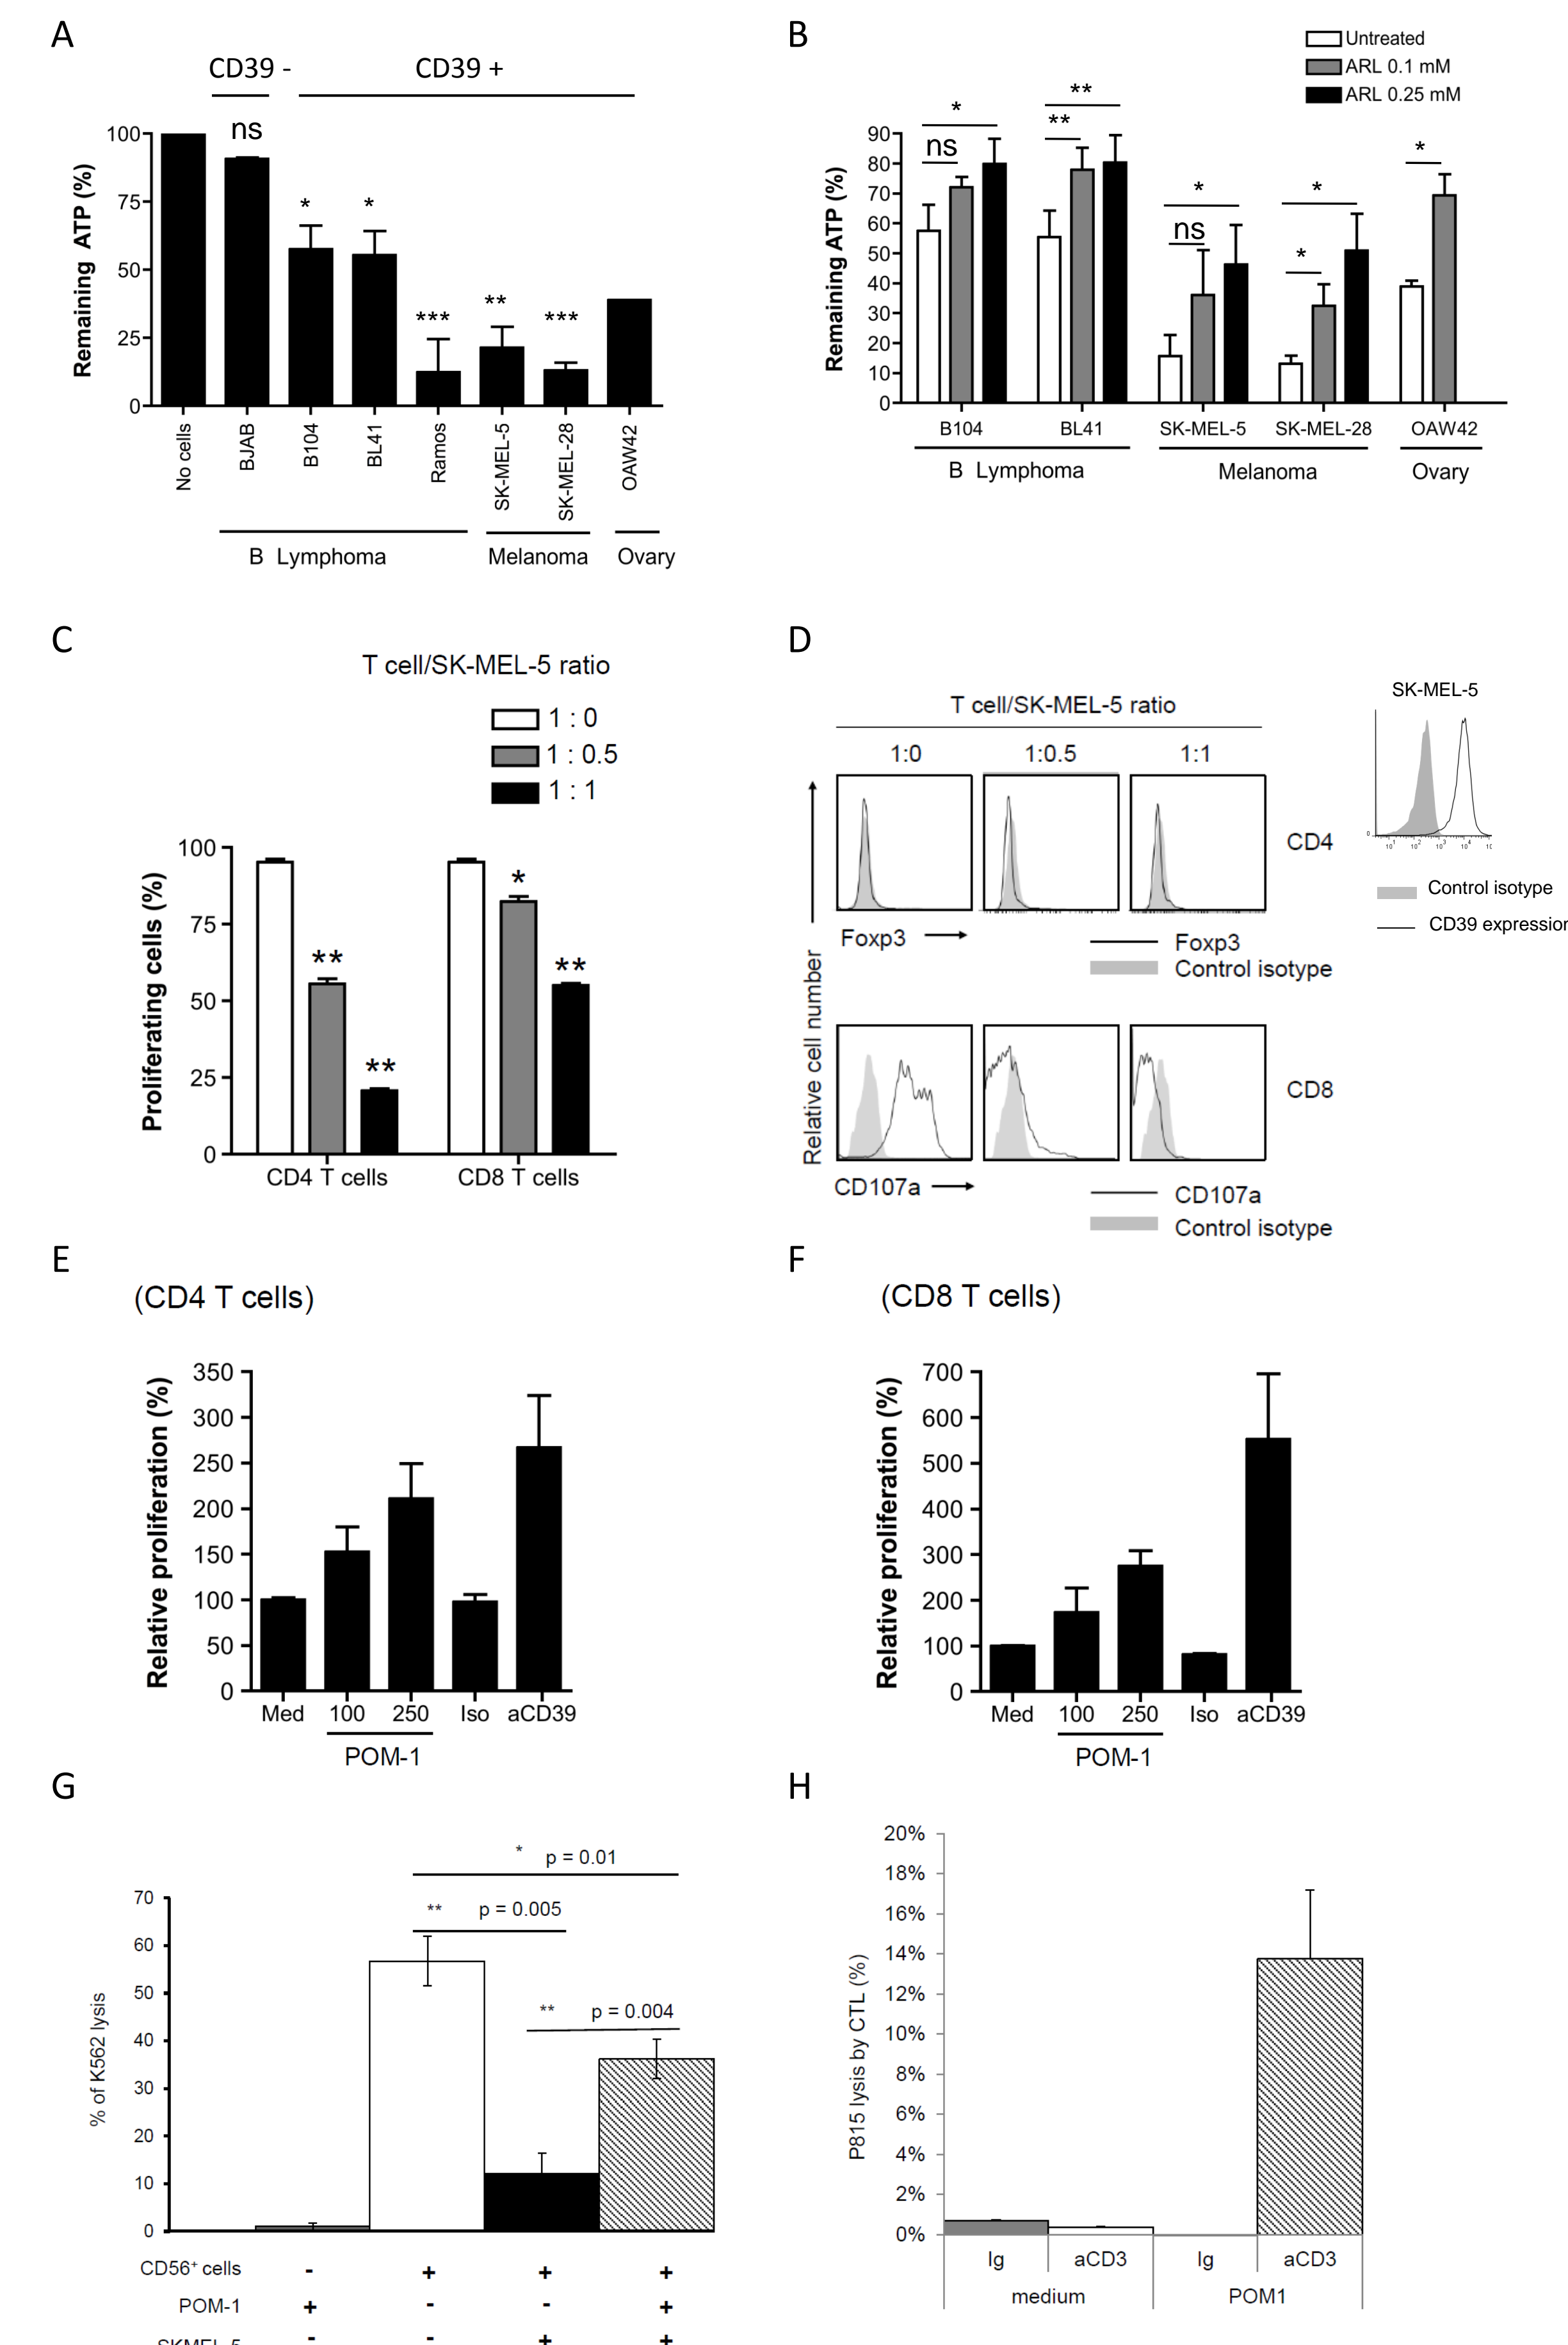 A
CD39 -
CD39 +
ns
*
*
***
**
***
Remaining ATP (%)
100
75
50
25
0
No cells
BJAB
B104
BL41
Ramos
SK-MEL-5
SK-MEL-28
OAW42
B Lymphoma
Melanoma
Ovary
B
Untreated
ARL 0.1 mM
ARL 0.25 mM
*
ns
**
**
*
ns
*
*
*
Remaining ATP (%)
90
80
70
60
50
40
30
20
10
0
B104
BL41
SK-MEL-5
SK-MEL-28
OAW42
B Lymphoma
Melanoma
Ovary
C
T cell/SK-MEL-5 ratio
1 : 0
1 : 0.5
1 : 1
Proliferating cells (%)
100
75
50
25
0
**
**
*
**
CD4 T cells
CD8 T cells
D
T cell/SK-MEL-5 ratio
1:0
1:0.5
1:1
CD4
Foxp3
Foxp3
Control isotype
Relative cell number
CD8
CD107a
CD107a
Control isotype
SK-MEL-5
0
10¹
10²
10³
10⁴
Control isotype
CD39 expression
E
(CD4 T cells)
Relative proliferation (%)
350
300
250
200
150
100
50
0
Med
100
250
Iso
aCD39
POM-1
F
(CD8 T cells)
Relative proliferation (%)
700
600
500
400
300
200
100
0
Med
100
250
Iso
aCD39
POM-1
G
* p = 0.01
** p = 0.005
** p = 0.004
% of K562 lysis
70
60
50
40
30
20
10
0
CD56⁺ cells - + + +
POM-1 + - - +
SKMEL-5 - - + +
H
P815 lysis by CTL (%)
20%
18%
16%
14%
12%
10%
8%
6%
4%
2%
0%
Ig
aCD3
Ig
aCD3
medium
POM1